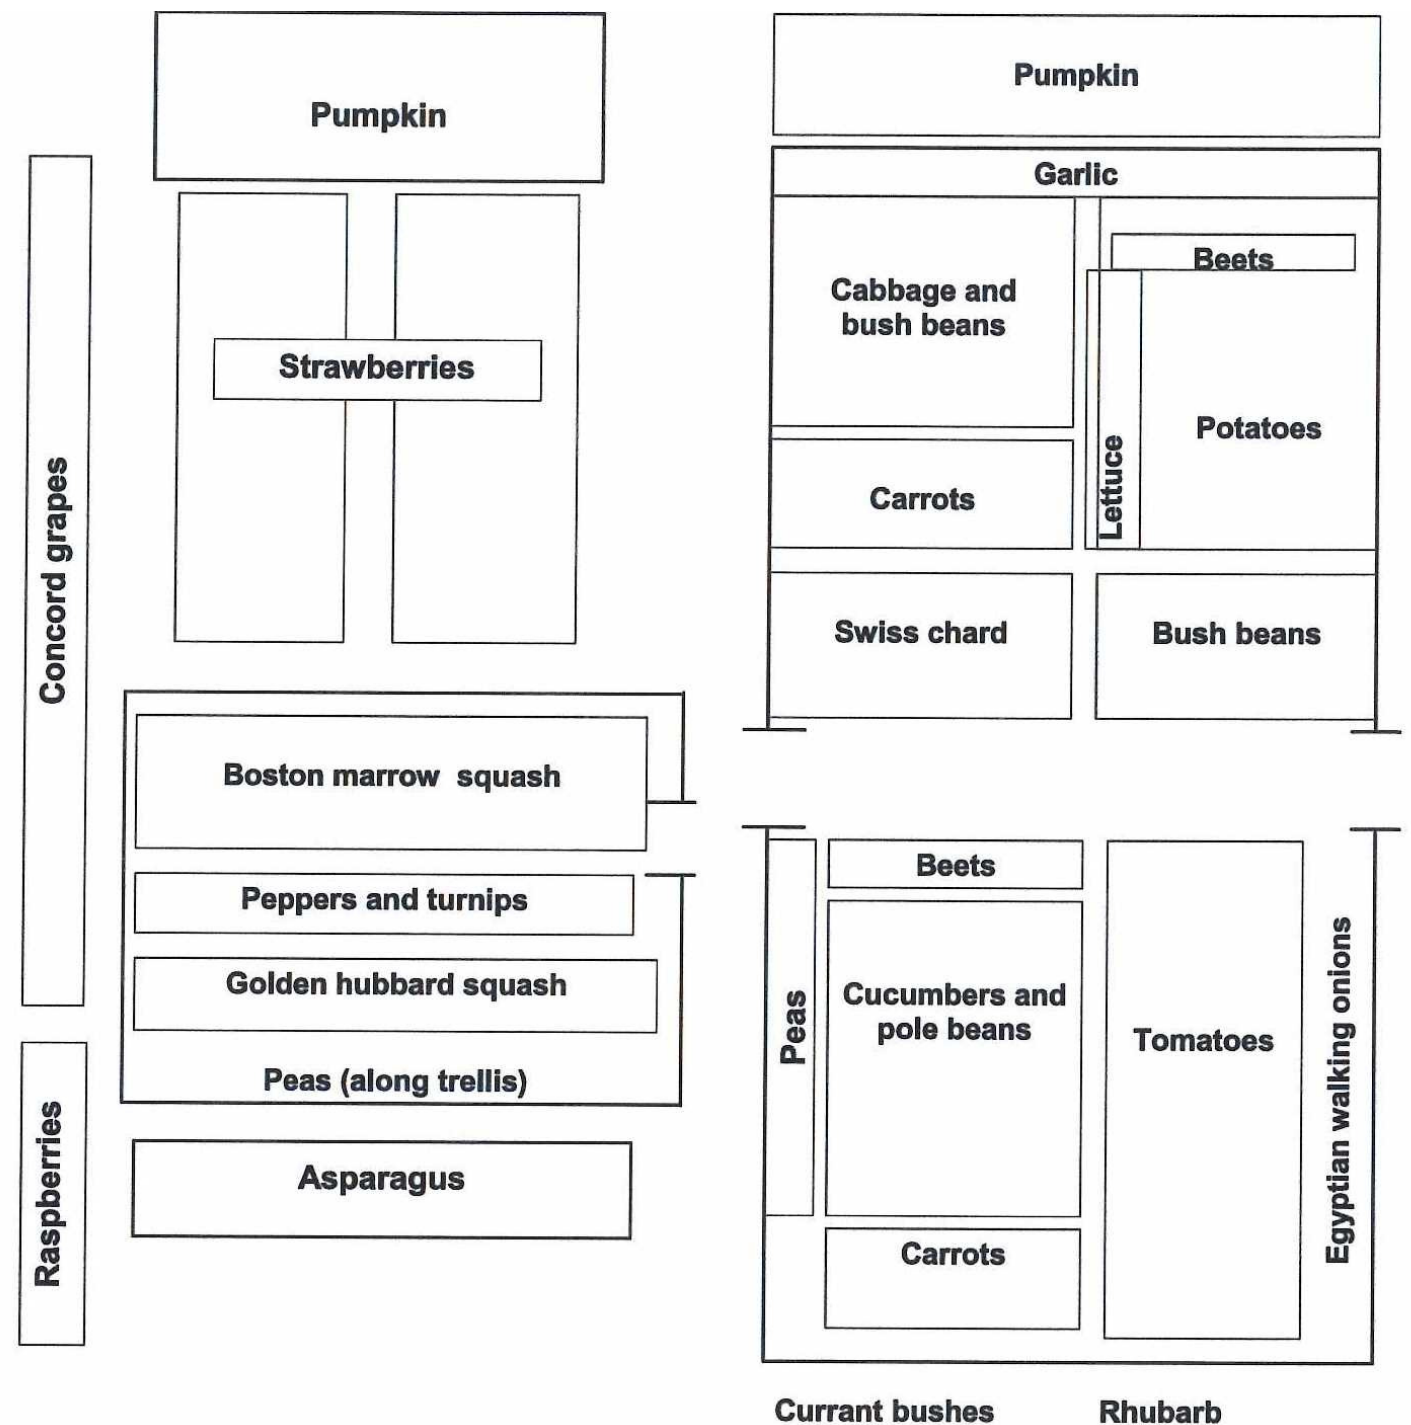 Pumpkin
Strawberries
Concord grapes
Boston marrow squash
Peppers and turnips
Golden hubbard squash
Peas (along trellis)
Raspberries
Asparagus
Pumpkin
Garlic
Cabbage and
bush beans
Beets
Potatoes
Lettuce
Carrots
Swiss chard
Bush beans
Peas
Beets
Cucumbers and
pole beans
Tomatoes
Egyptian walking onions
Carrots
Currant bushes
Rhubarb